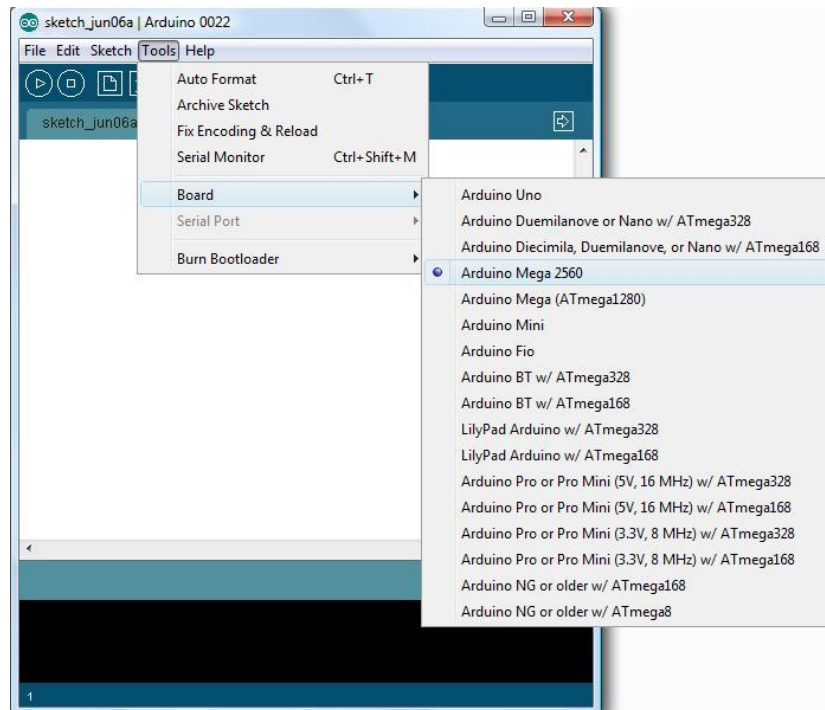 sketch_jun06a | Arduino 0022
File Edit Sketch Tools Help
Auto Format Ctrl+T
Archive Sketch
sketch_jun06a
Fix Encoding & Reload
Serial Monitor Ctrl+Shift+M
Board
Serial Port
Burn Bootloader
Arduino Uno
Arduino Duemilanove or Nano w/ ATmega328
Arduino Diecimila, Duemilanove, or Nano w/ ATmega168
Arduino Mega 2560
Arduino Mega (ATmega1280)
Arduino Mini
Arduino Fio
Arduino BT w/ ATmega328
Arduino BT w/ ATmega168
LilyPad Arduino w/ ATmega328
LilyPad Arduino w/ ATmega168
Arduino Pro or Pro Mini (5V, 16 MHz) w/ ATmega328
Arduino Pro or Pro Mini (5V, 16 MHz) w/ ATmega168
Arduino Pro or Pro Mini (3.3V, 8 MHz) w/ ATmega328
Arduino Pro or Pro Mini (3.3V, 8 MHz) w/ ATmega168
Arduino NG or older w/ ATmega168
Arduino NG or older w/ ATmega8
1